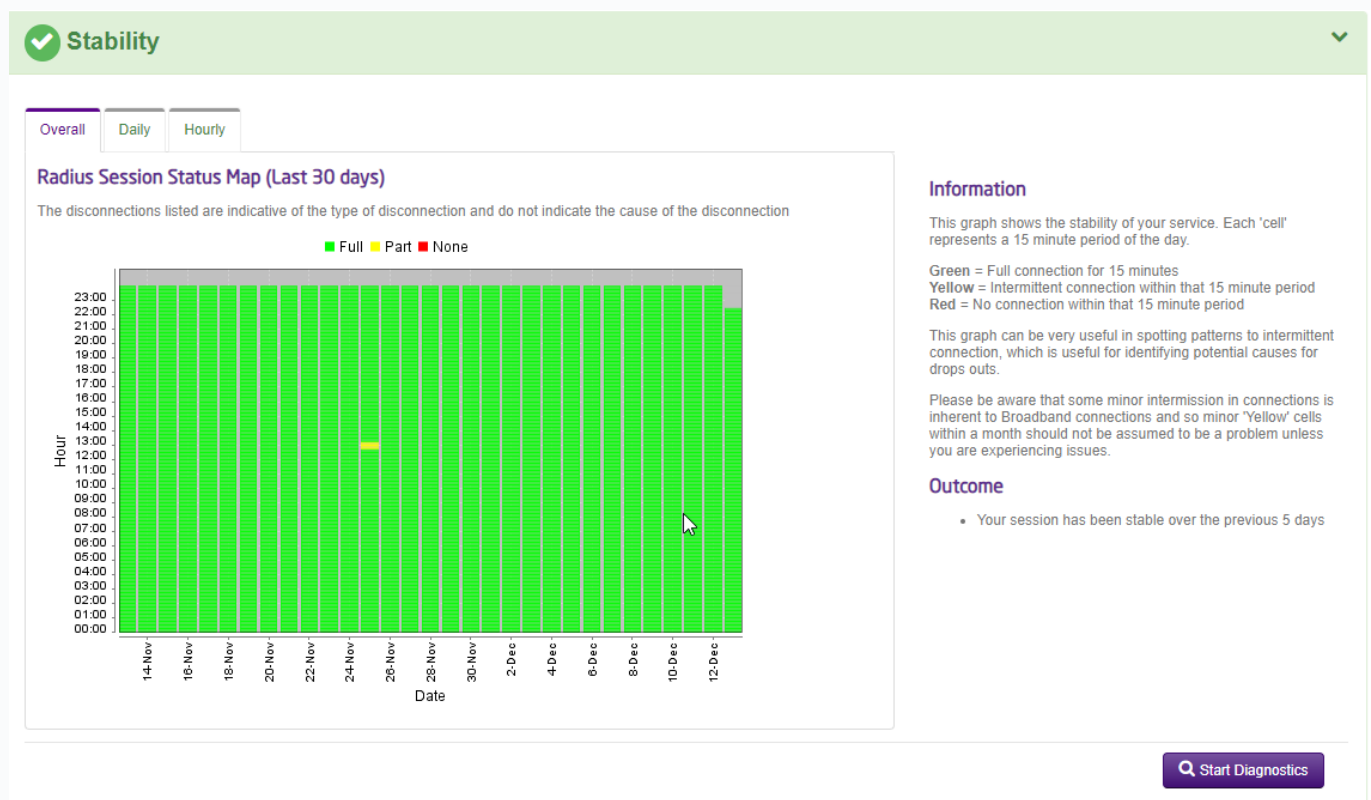 Stability
Overall
Daily
Hourly
Radius Session Status Map (Last 30 days)
The disconnections listed are indicative of the type of disconnection and do not indicate the cause of the disconnection
Full Part None
23:00
22:00
21:00
20:00
19:00
18:00
17:00
16:00
15:00
14:00
13:00
12:00
11:00
10:00
09:00
08:00
07:00
06:00
05:00
04:00
03:00
02:00
01:00
00:00
Hour
14-Nov
16-Nov
18-Nov
20-Nov
22-Nov
24-Nov
26-Nov
28-Nov
30-Nov
2-Dec
4-Dec
6-Dec
8-Dec
10-Dec
12-Dec
Date
Information
This graph shows the stability of your service. Each 'cell'
represents a 15 minute period of the day.
Green = Full connection for 15 minutes
Yellow = Intermittent connection within that 15 minute period
Red = No connection within that 15 minute period
This graph can be very useful in spotting patterns to intermittent
connection, which is useful for identifying potential causes for
drops outs.
Please be aware that some minor intermission in connections is
inherent to Broadband connections and so minor 'Yellow' cells
within a month should not be assumed to be a problem unless
you are experiencing issues.
Outcome
• Your session has been stable over the previous 5 days
Start Diagnostics